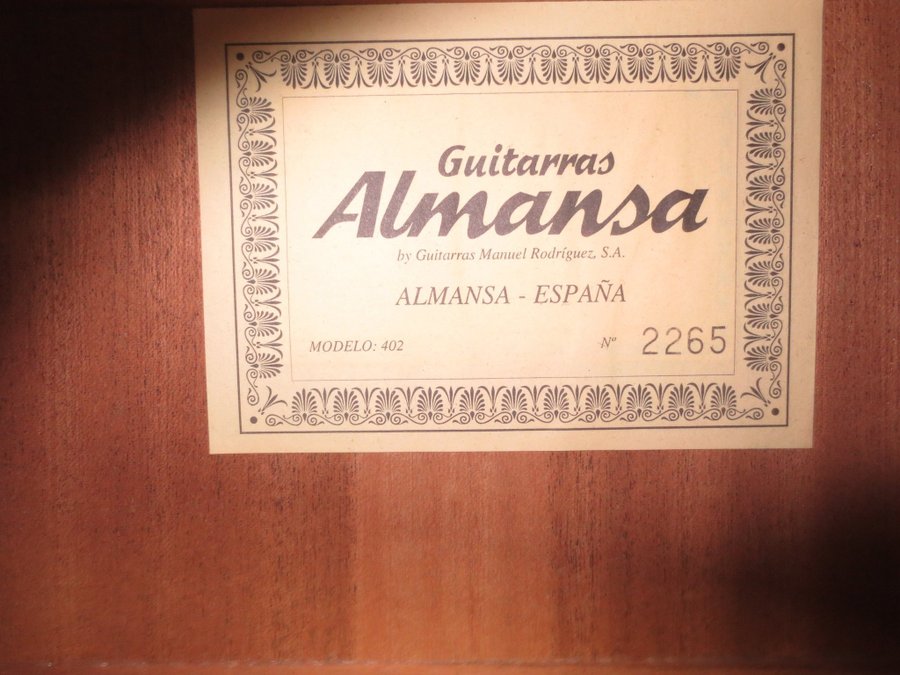 Guitarras
Almansa
by Guitarras Manuel Rodríguez, S.A.
ALMANSA - ESPAÑA
MODELO: 402 Nº 2265